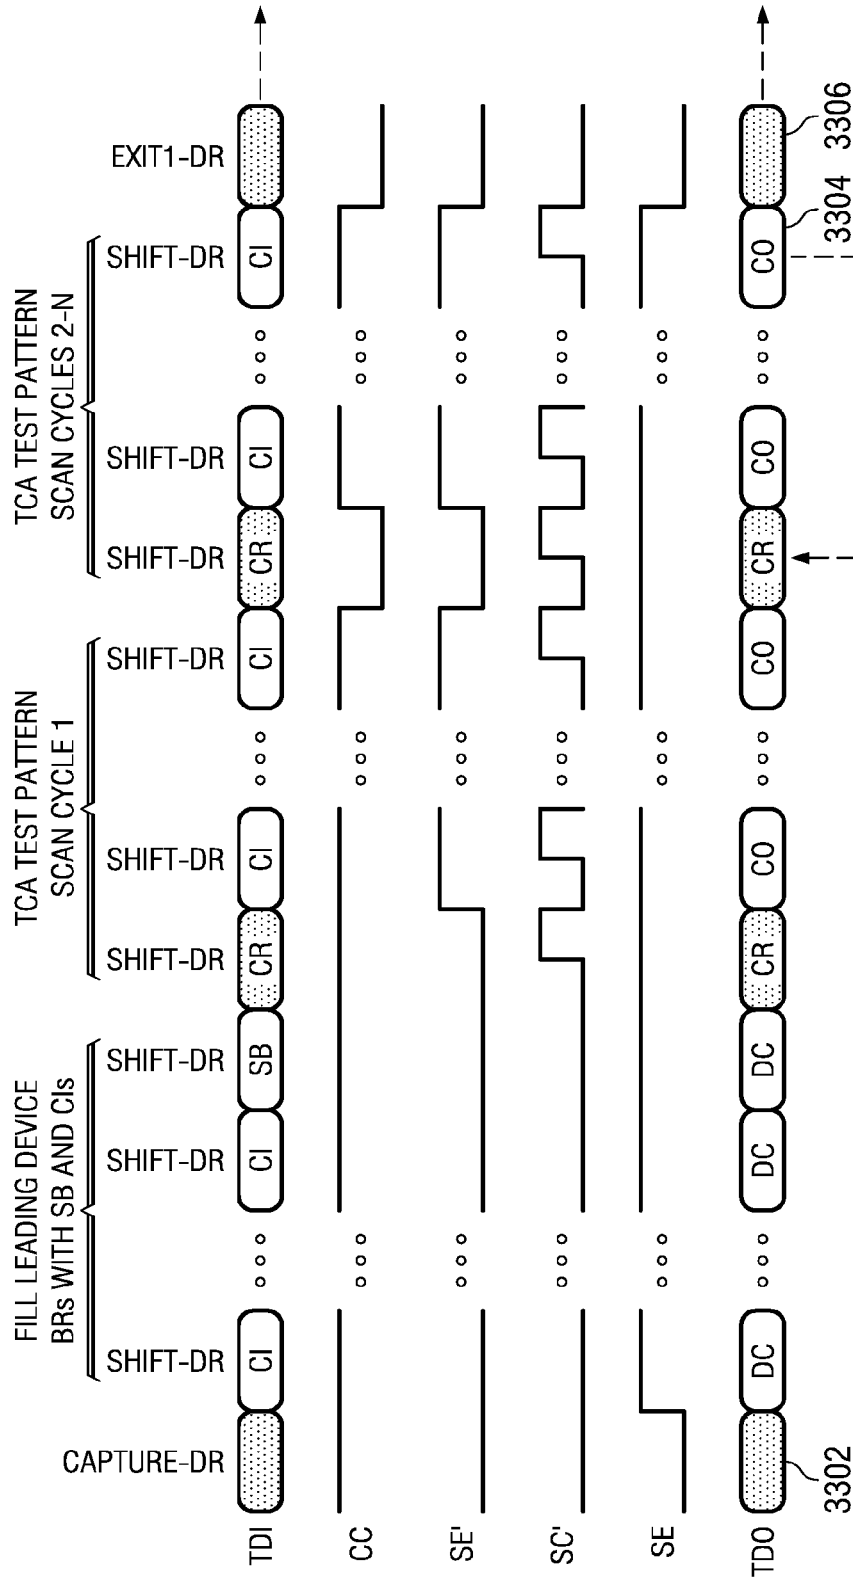 FILL LEADING DEVICE
BRs WITH SB AND CIs
TCA TEST PATTERN
SCAN CYCLE 1
TCA TEST PATTERN
SCAN CYCLES 2-N
CAPTURE-DR SHIFT-DR SHIFT-DR SHIFT-DR SHIFT-DR SHIFT-DR SHIFT-DR SHIFT-DR SHIFT-DR SHIFT-DR EXIT1-DR
TDI CI CI SB CR CI CI CR CI CI
CC
SE'
SC'
SE
TDO DC DC DC CR CO CO CR CO CO
3302 3304 3306